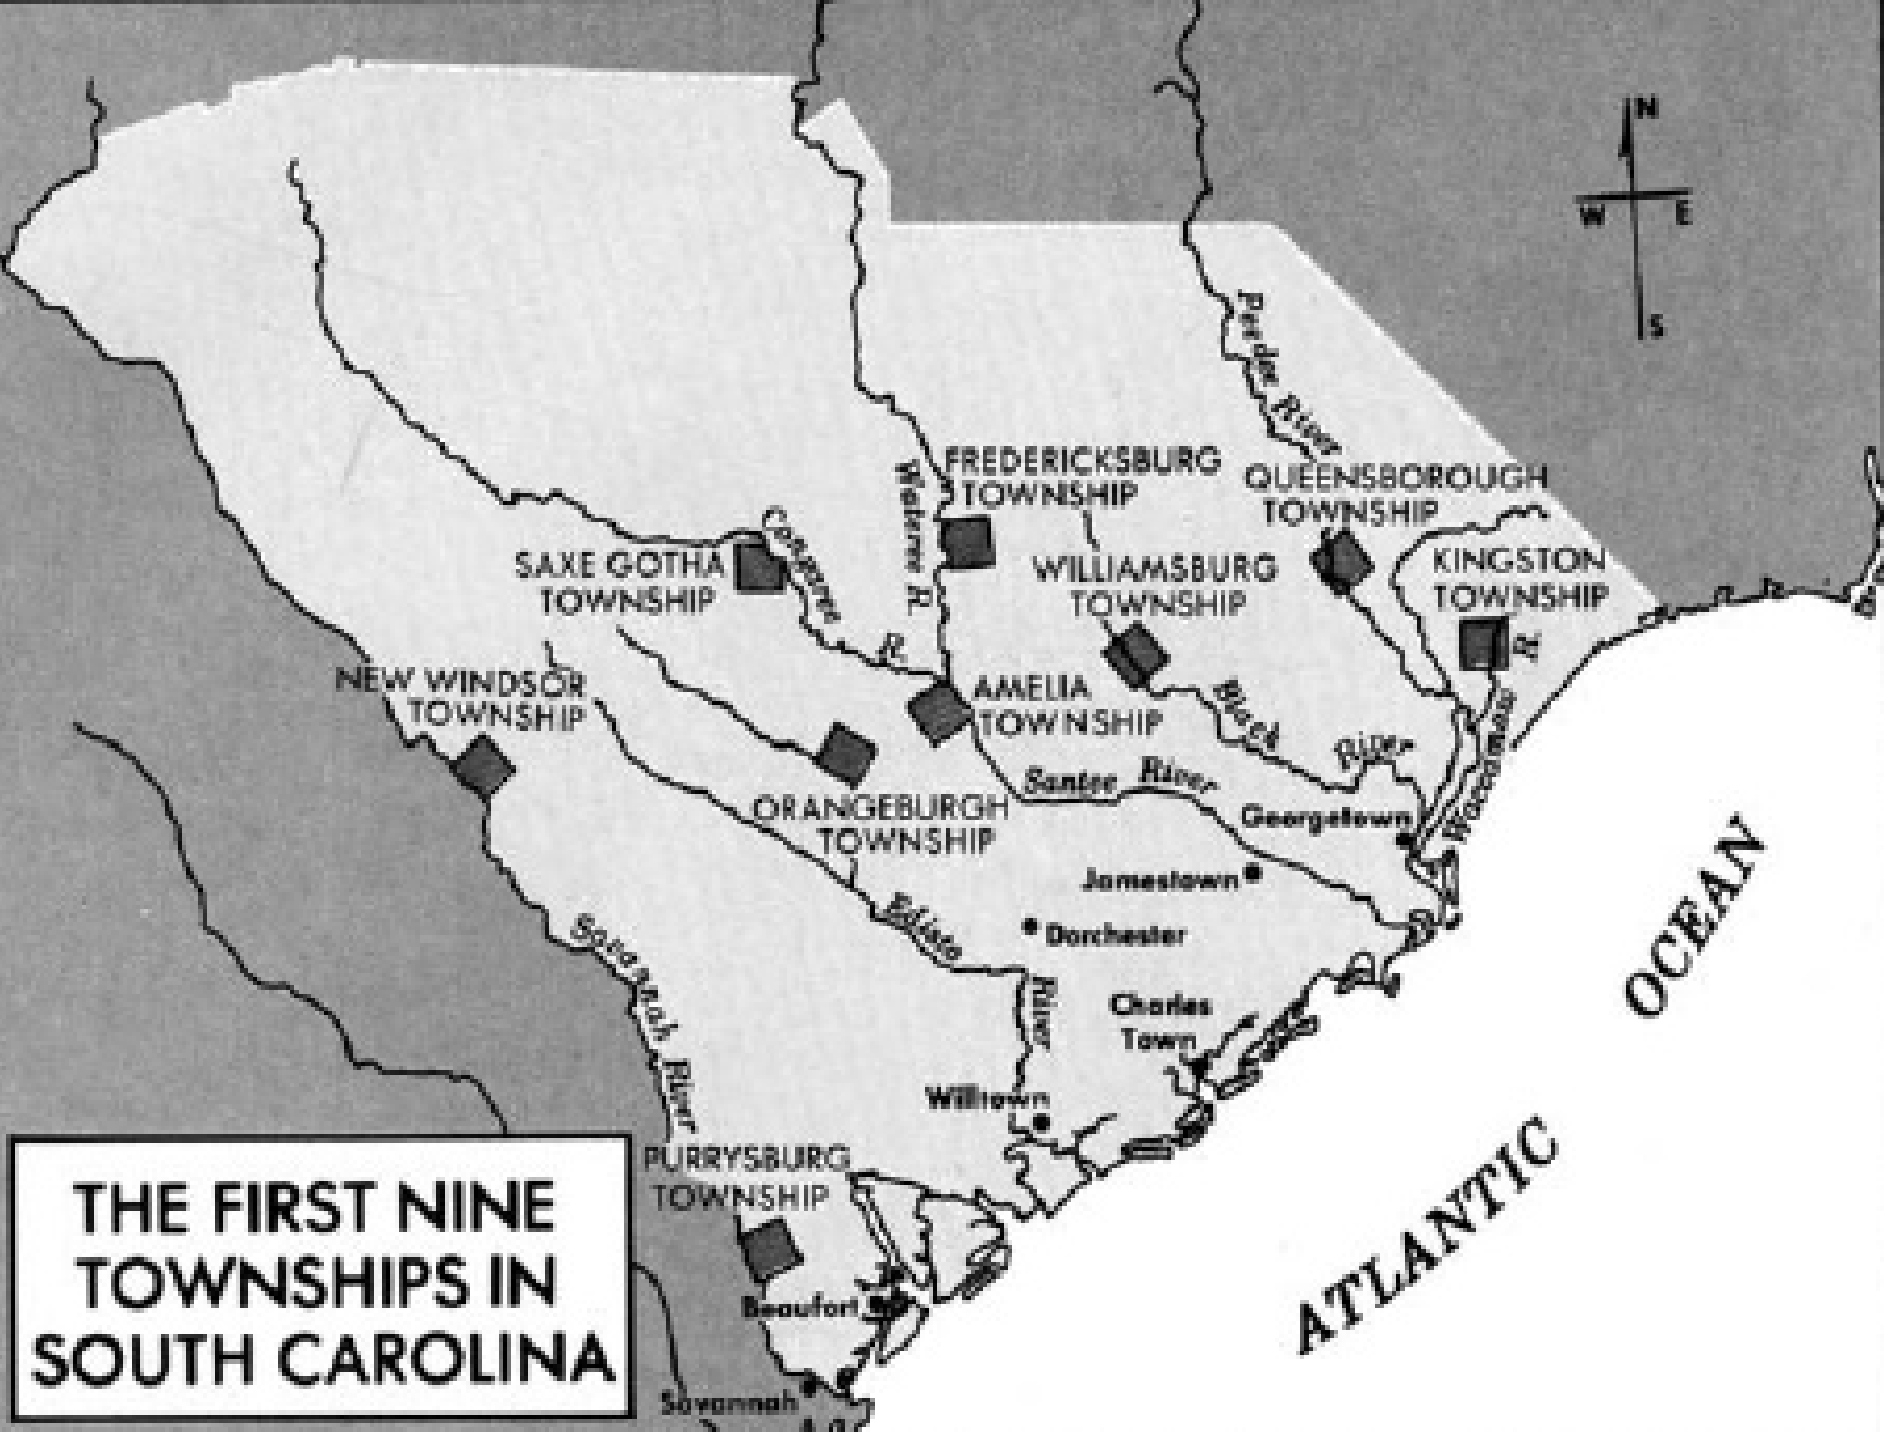 N
W E
S
Peedee River
FREDERICKSBURG
TOWNSHIP
Wateree R.
QUEENSBOROUGH
TOWNSHIP
Congaree R.
SAXE GOTHA
TOWNSHIP
WILLIAMSBURG
TOWNSHIP
KINGSTON
TOWNSHIP
NEW WINDSOR
TOWNSHIP
AMELIA
TOWNSHIP
Black River
Waccamaw R.
Santee River
ORANGEBURGH
TOWNSHIP
Georgetown
Jamestown
Edisto River
Dorchester
Savannah River
Charles
Town
Willtown
PURRYSBURG
TOWNSHIP
Beaufort
Savannah
ATLANTIC OCEAN
THE FIRST NINE
TOWNSHIPS IN
SOUTH CAROLINA